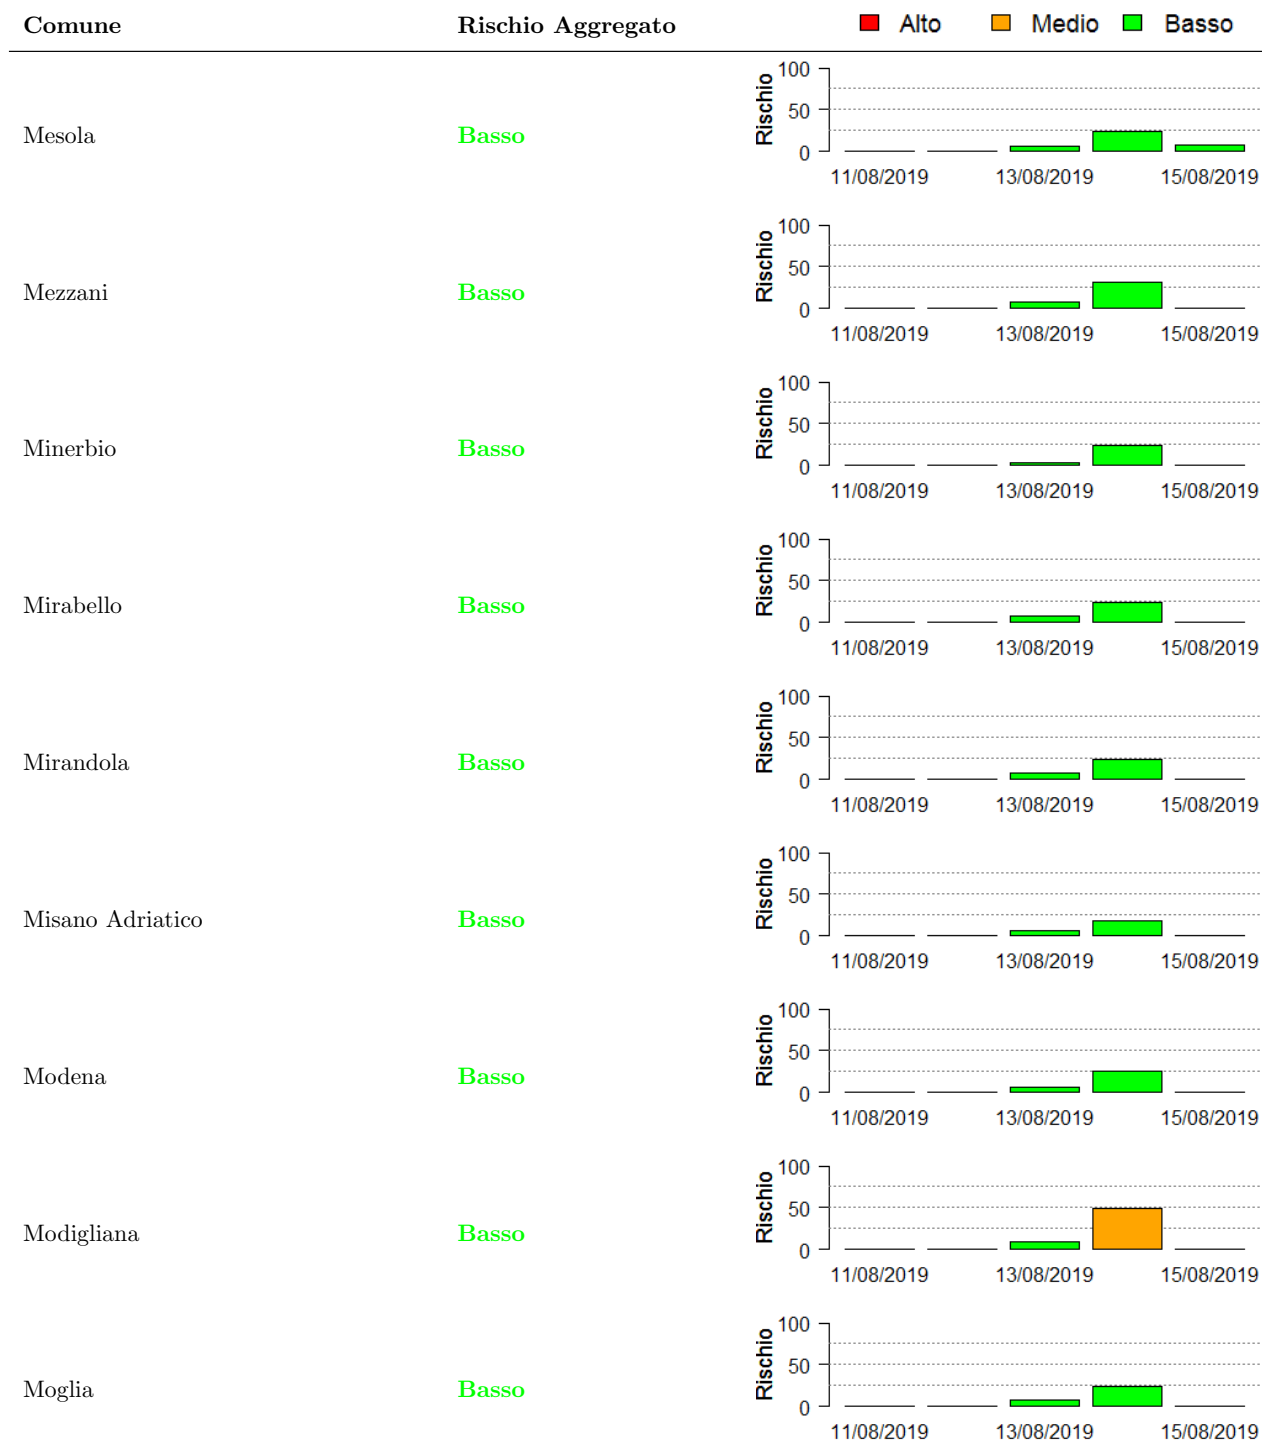 Comune Rischio Aggregato Alto Medio Basso
100
50
0
Rischio
Mesola Basso
11/08/2019 13/08/2019 15/08/2019
100
50
0
Rischio
Mezzani Basso
11/08/2019 13/08/2019 15/08/2019
100
50
0
Rischio
Minerbio Basso
11/08/2019 13/08/2019 15/08/2019
100
50
0
Rischio
Mirabello Basso
11/08/2019 13/08/2019 15/08/2019
100
50
0
Rischio
Mirandola Basso
11/08/2019 13/08/2019 15/08/2019
100
50
0
Rischio
Misano Adriatico Basso
11/08/2019 13/08/2019 15/08/2019
100
50
0
Rischio
Modena Basso
11/08/2019 13/08/2019 15/08/2019
100
50
0
Rischio
Modigliana Basso
11/08/2019 13/08/2019 15/08/2019
100
50
0
Rischio
Moglia Basso
11/08/2019 13/08/2019 15/08/2019